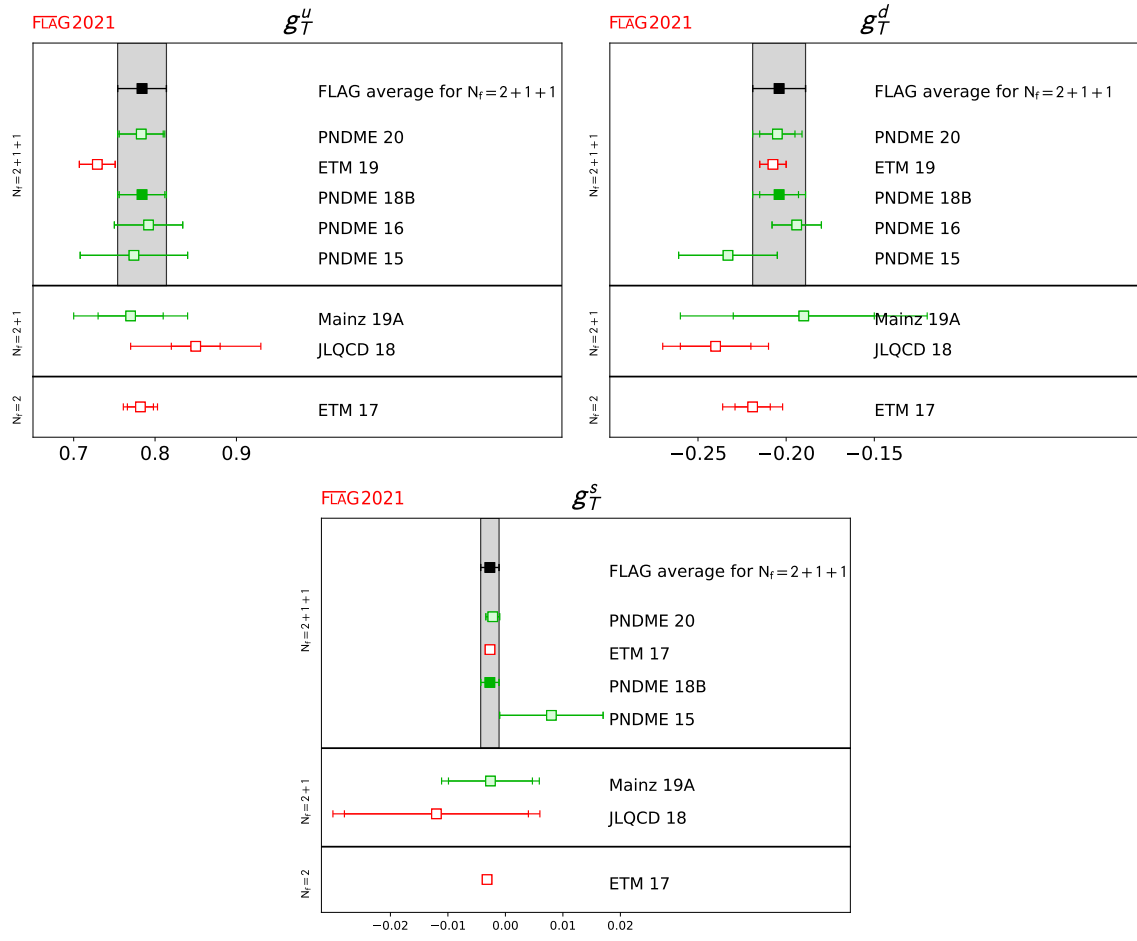 FLAG2021
g_T^u
FLAG average for N_f=2+1+1
PNDME 20
ETM 19
PNDME 18B
PNDME 16
PNDME 15
Mainz 19A
JLQCD 18
ETM 17
N_f=2+1+1
N_f=2+1
N_f=2
0.7 0.8 0.9
FLAG2021
g_T^d
FLAG average for N_f=2+1+1
PNDME 20
ETM 19
PNDME 18B
PNDME 16
PNDME 15
Mainz 19A
JLQCD 18
ETM 17
N_f=2+1+1
N_f=2+1
N_f=2
−0.25 −0.20 −0.15
FLAG2021
g_T^s
FLAG average for N_f=2+1+1
PNDME 20
ETM 17
PNDME 18B
PNDME 15
Mainz 19A
JLQCD 18
ETM 17
N_f=2+1+1
N_f=2+1
N_f=2
−0.02 −0.01 0.00 0.01 0.02